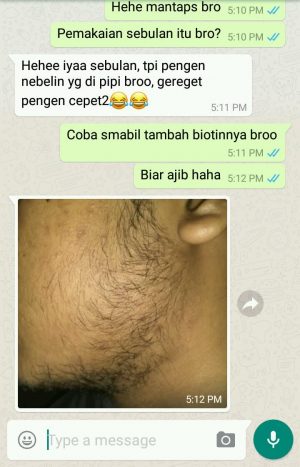 Hehe mantaps bro 5:10 PM
Pemakaian sebulan itu bro? 5:10 PM
Hehee iyaa sebulan, tpi pengen
nebelin yg di pipi broo, gereget
pengen cepet2😂😂
5:11 PM
Coba smabil tambah biotinnya broo
5:11 PM
Biar ajib haha 5:12 PM
5:12 PM
Type a message